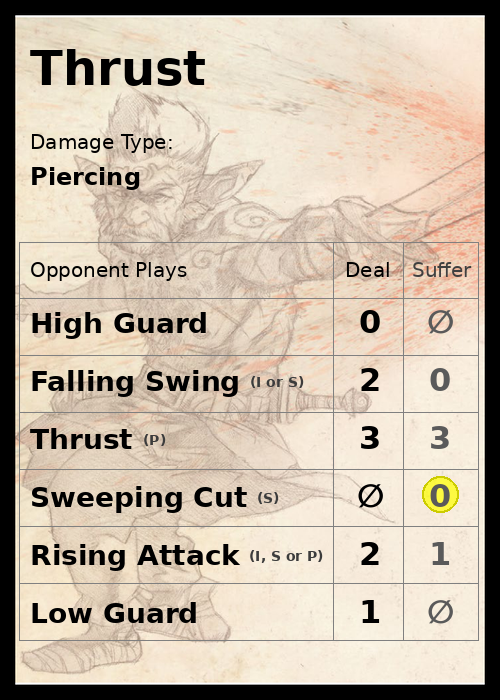 Thrust
Damage Type:
Piercing
Opponent Plays Deal Suffer
High Guard 0 ∅
Falling Swing (I or S) 2 0
Thrust (P) 3 3
Sweeping Cut (S) ∅ 0
Rising Attack (I, S or P) 2 1
Low Guard 1 ∅